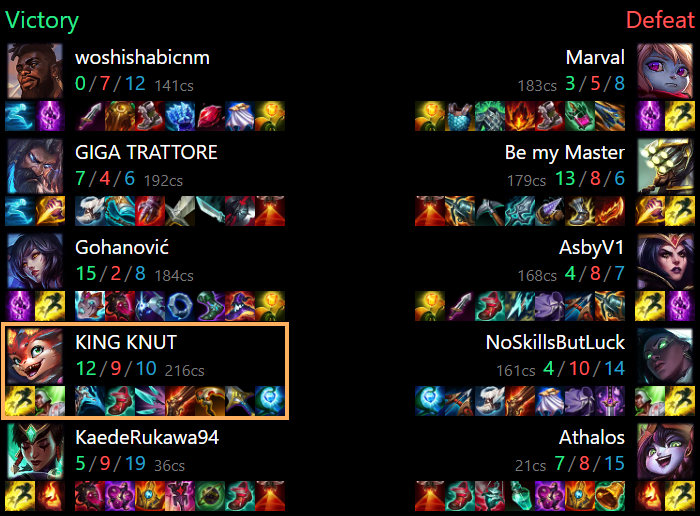 Victory
Defeat
woshishabicnm
0/7/12 141cs
Marval
183cs 3/5/8
GIGA TRATTORE
7/4/6 192cs
Be my Master
179cs 13/8/6
Gohanović
15/2/8 184cs
AsbyV1
168cs 4/8/7
KING KNUT
12/9/10 216cs
NoSkillsButLuck
161cs 4/10/14
KaedeRukawa94
5/9/19 36cs
Athalos
21cs 7/8/15